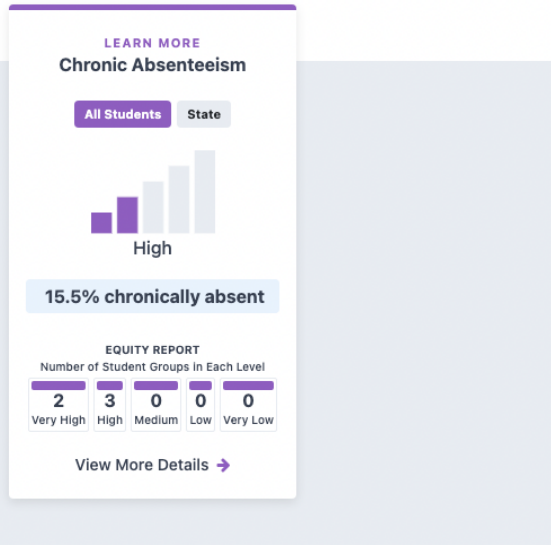 LEARN MORE
Chronic Absenteeism
All Students State
High
15.5% chronically absent
EQUITY REPORT
Number of Student Groups in Each Level
2 3 0 0 0
Very High High Medium Low Very Low
View More Details